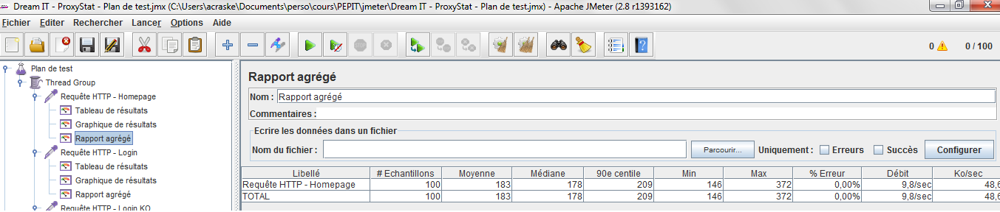 Dream IT - ProxyStat - Plan de test.jmx (C:\Users\acraske\Documents\perso\cours\PEPIT\jmeter\Dream IT - ProxyStat - Plan de test.jmx) - Apache JMeter (2.8 r1393162)
Fichier Editer Rechercher Lancer Options Aide
0 0 / 100
Plan de test
Thread Group
Requête HTTP - Homepage
Tableau de résultats
Graphique de résultats
Rapport agrégé
Requête HTTP - Login
Tableau de résultats
Graphique de résultats
Rapport agrégé
Requête HTTP - Login KO
Rapport agrégé
Nom : Rapport agrégé
Commentaires :
Ecrire les données dans un fichier
Nom du fichier : Parcourir... Uniquement : Erreurs Succès Configurer
Libellé # Echantillons Moyenne Médiane 90e centile Min Max % Erreur Débit Ko/sec
Requête HTTP - Homepage 100 183 178 209 146 372 0,00% 9,8/sec 48,6
TOTAL 100 183 178 209 146 372 0,00% 9,8/sec 48,6